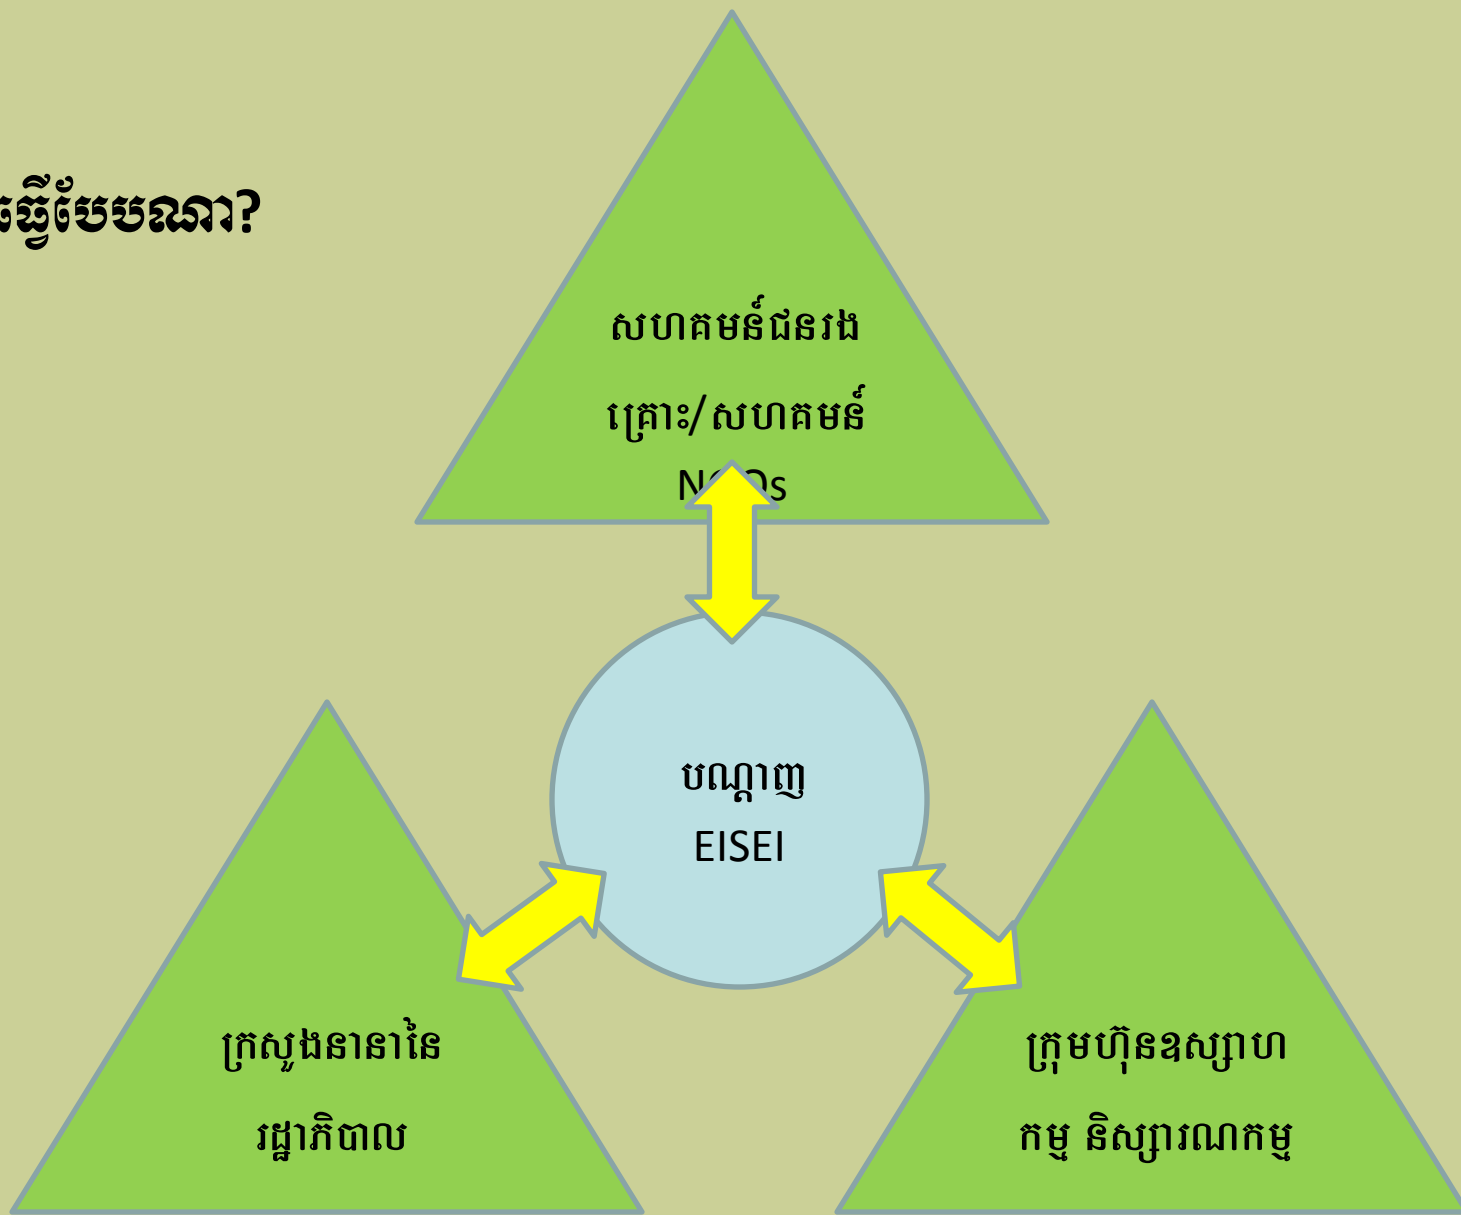 ធ្វើបែបណា?
សហគមន៍ជនរង
គ្រោះ/សហគមន៍
NGOs
បណ្តាញ
EISEI
ក្រសួងនានានៃ
រដ្ឋាភិបាល
ក្រុមហ៊ុនឧស្សាហ
កម្ម និស្សារណកម្ម